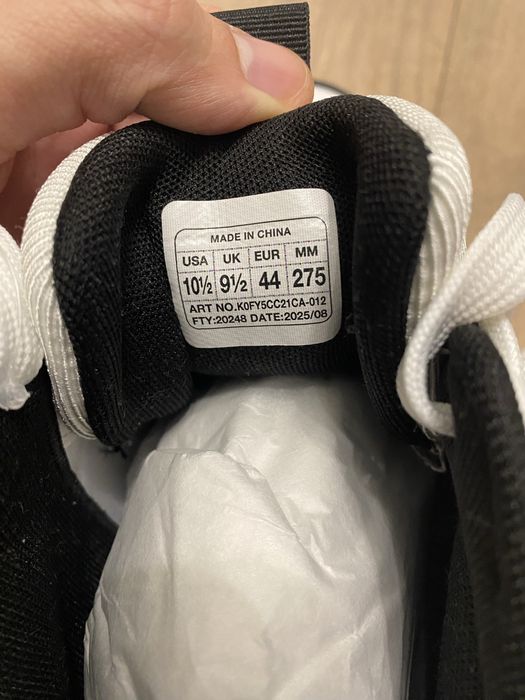 MADE IN CHINA
USA UK EUR MM
10½ 9½ 44 275
ART NO.K0FY5CC21CA-012
FTY:20248 DATE:2025/08